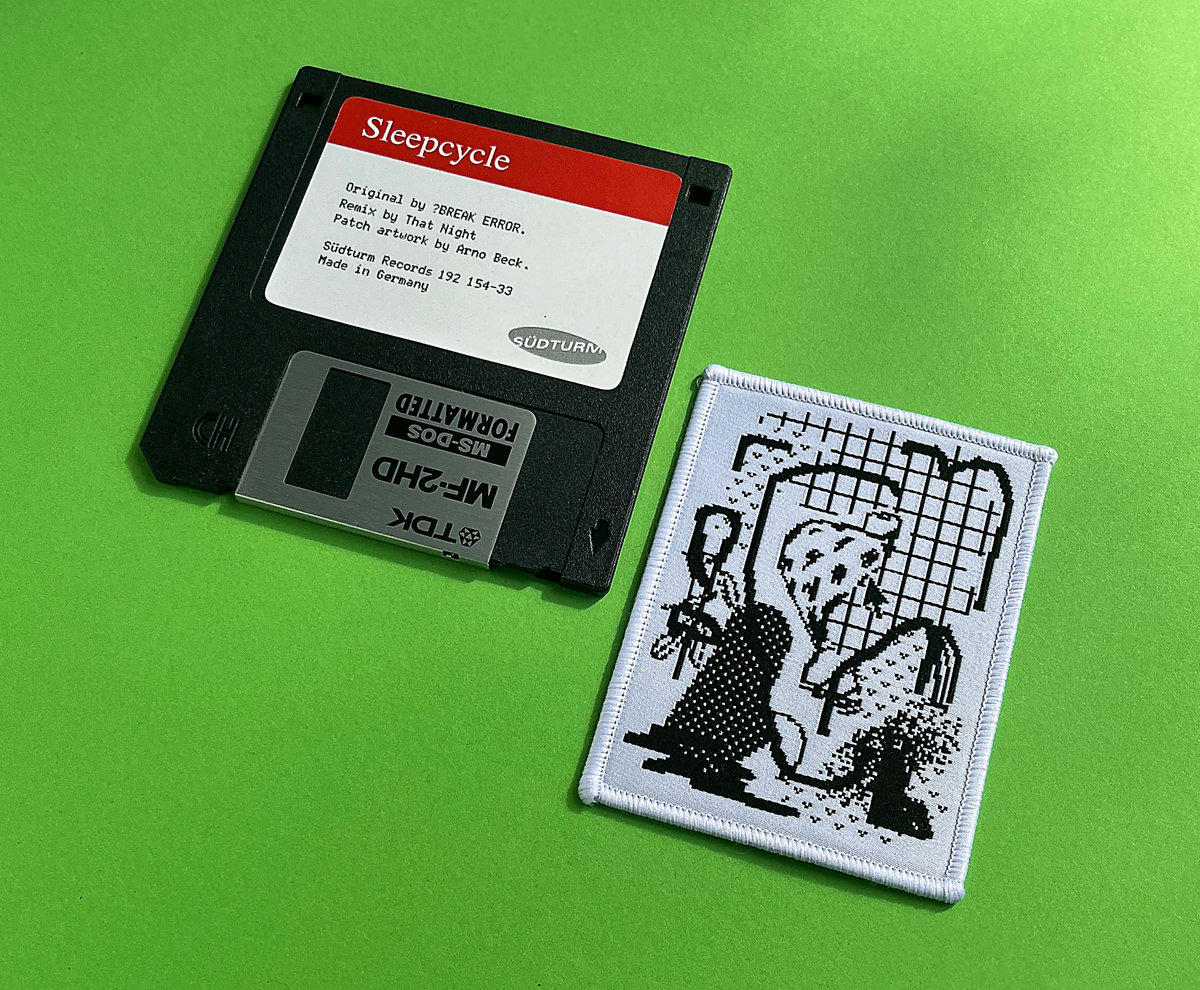 Sleepcycle
Original by ?BREAK ERROR.
Remix by That Night
Patch artwork by Arno Beck.
Südturm Records 192 154-33
Made in Germany
SÜDTURM
HD
TDK
MF-2HD
MS-DOS
FORMATTED